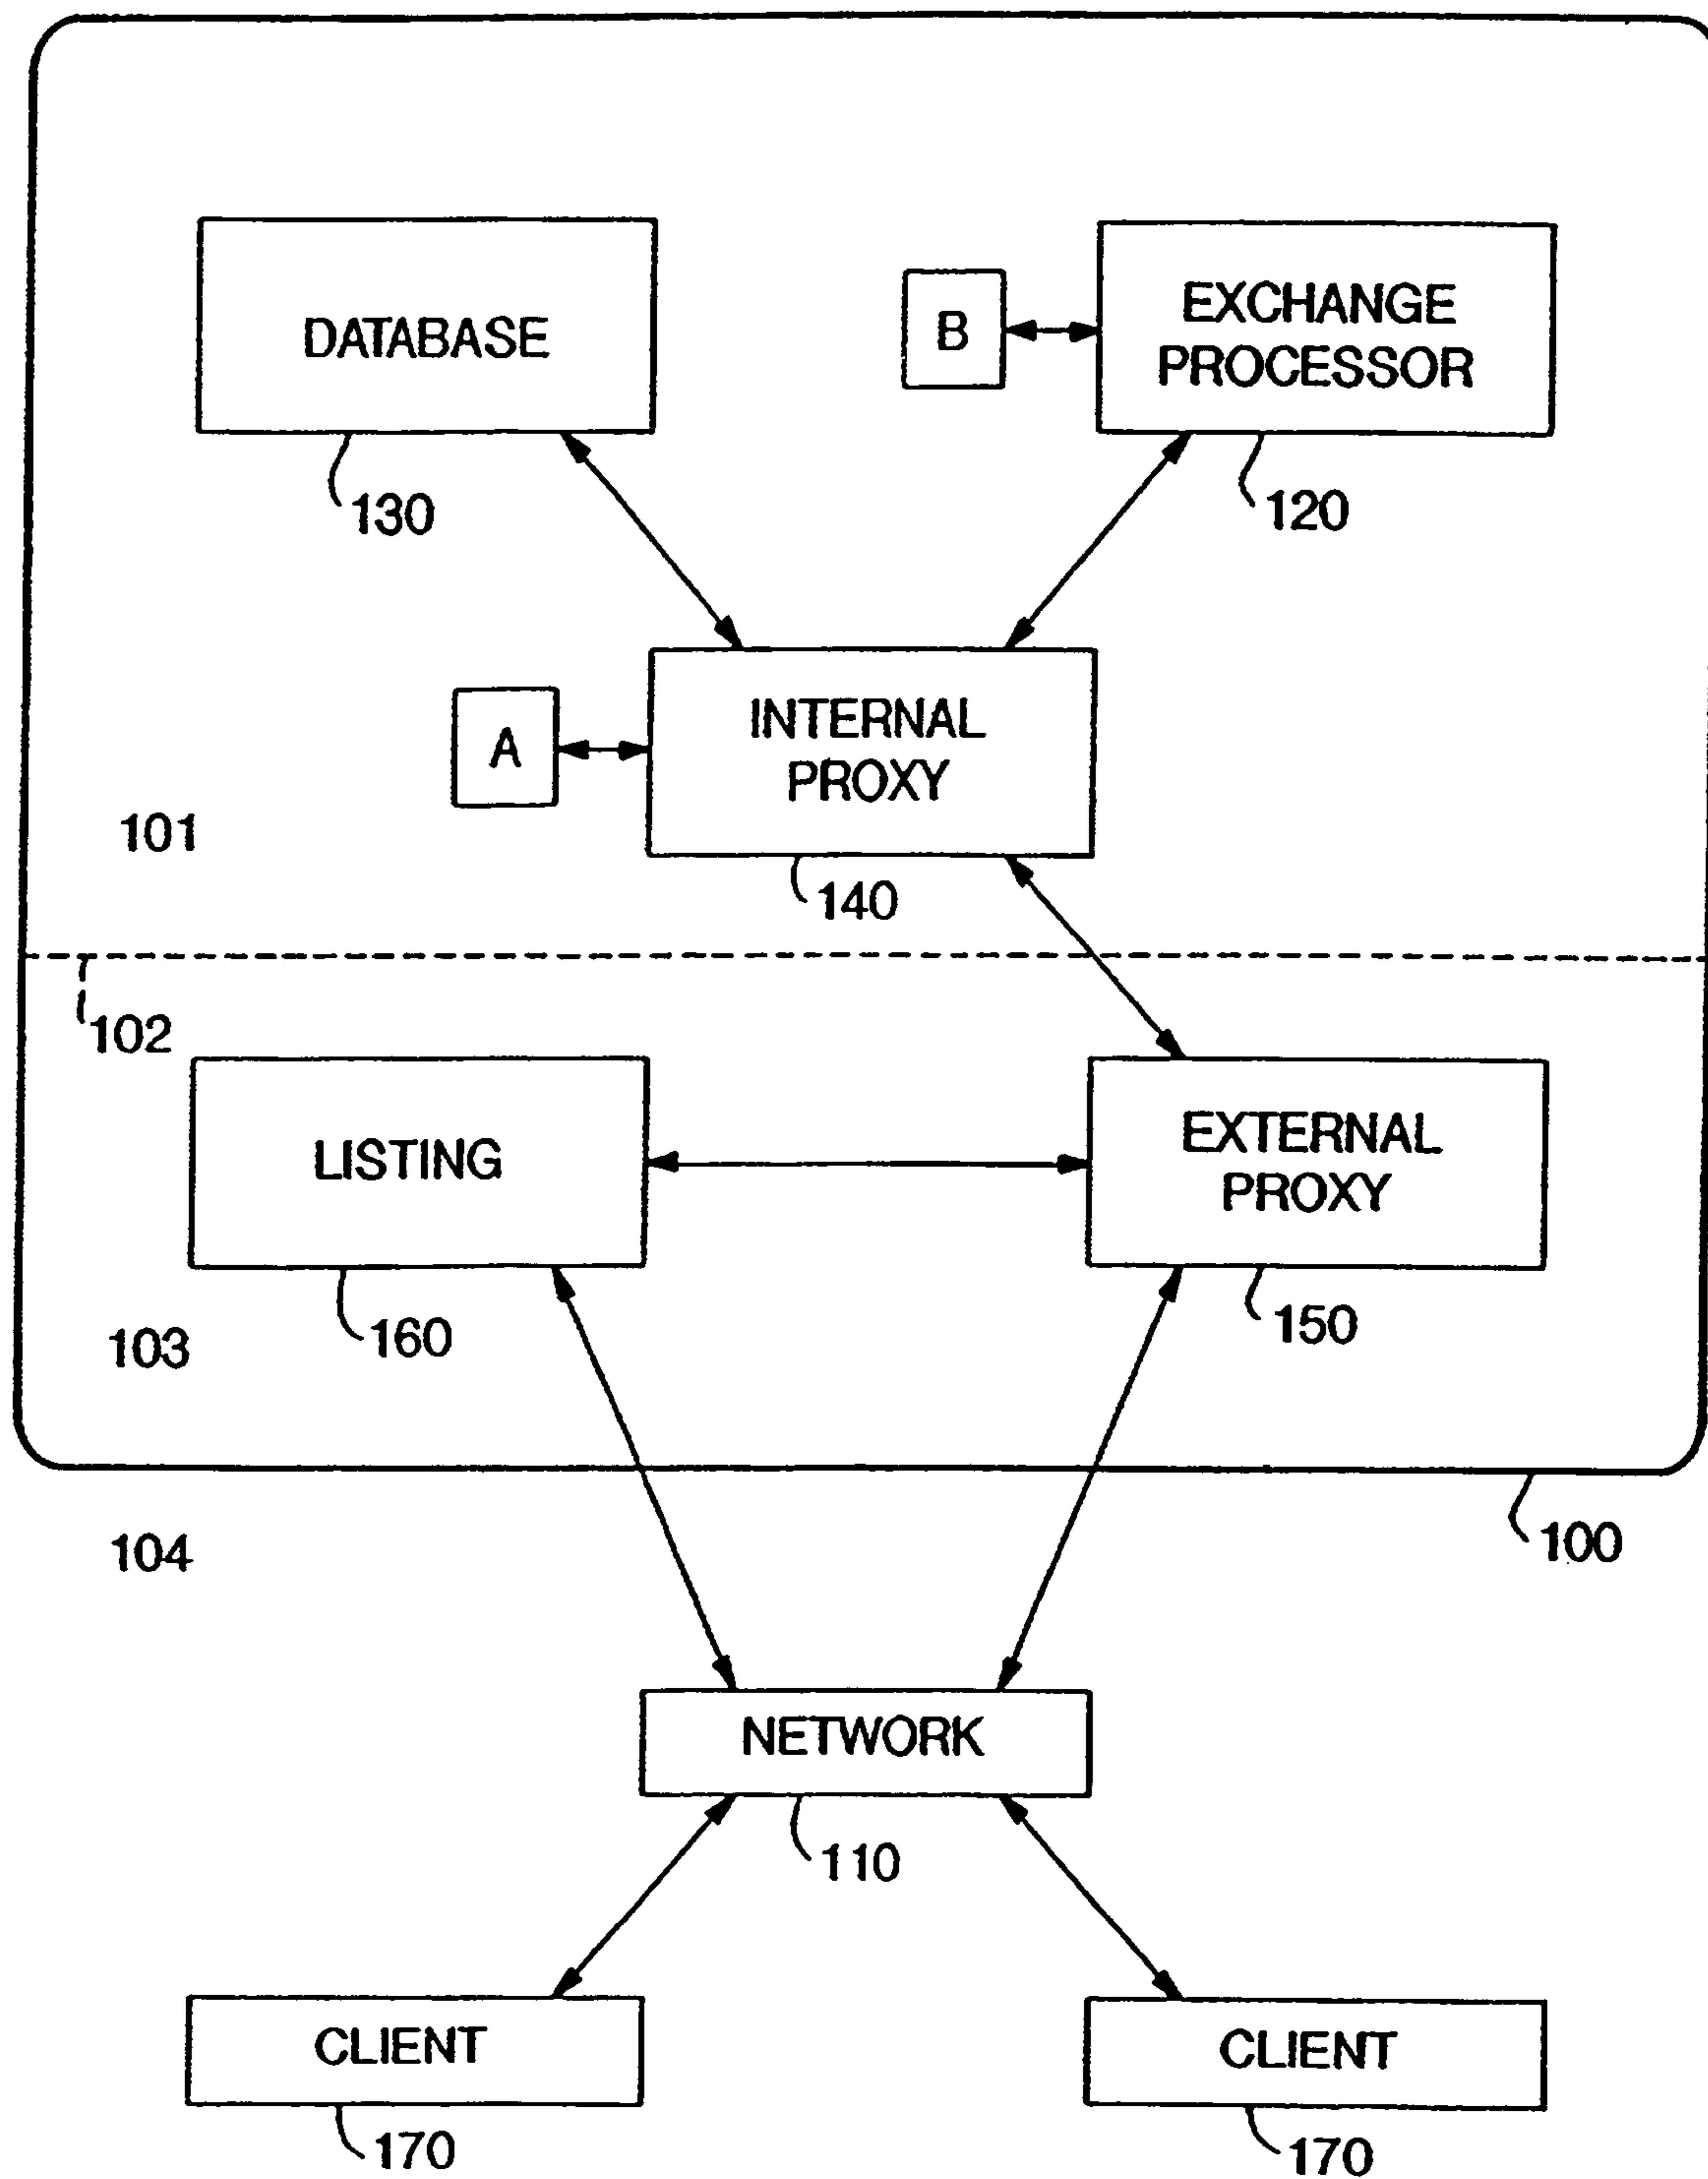 DATABASE
B
EXCHANGE
PROCESSOR
130
120
A
INTERNAL
PROXY
101
140
102
LISTING
EXTERNAL
PROXY
103
160
150
104
100
NETWORK
110
CLIENT
CLIENT
170
170